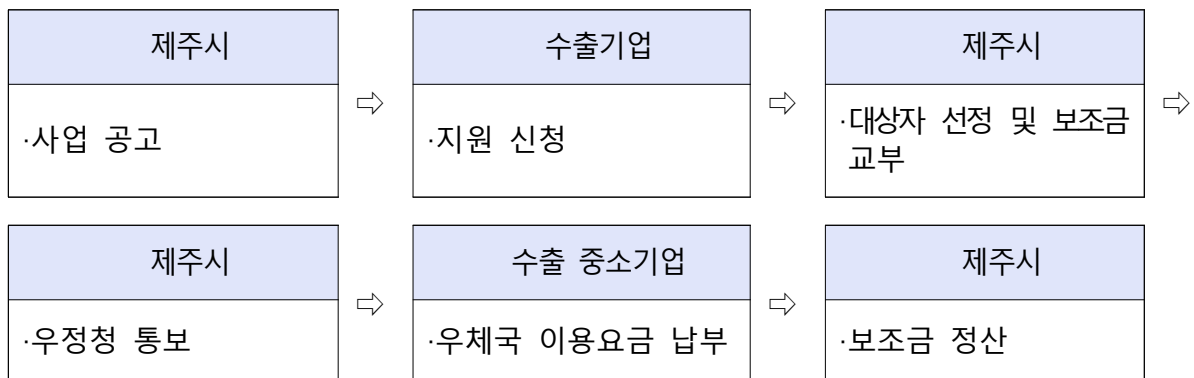 제주시
수출기업
제주시
·사업 공고
⇨
·지원 신청
⇨
·대상자 선정 및 보조금
교부
⇨
제주시
수출 중소기업
제주시
·우정청 통보
⇨
·우체국 이용요금 납부
⇨
·보조금 정산